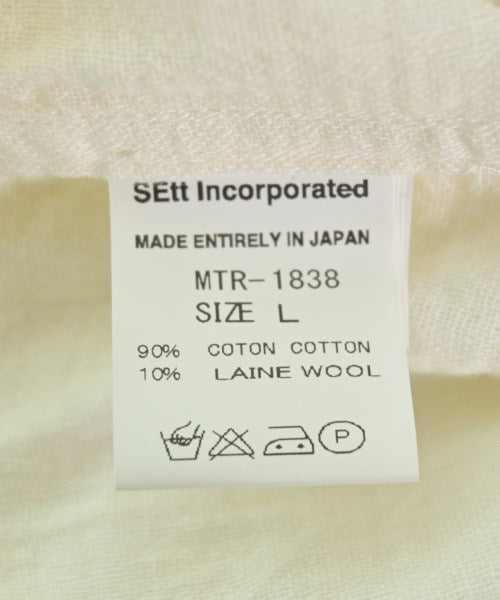 SEtt Incorporated
MADE ENTIRELY IN JAPAN
MTR-1838
SIZE L
90% COTON COTTON
10% LAINE WOOL
P